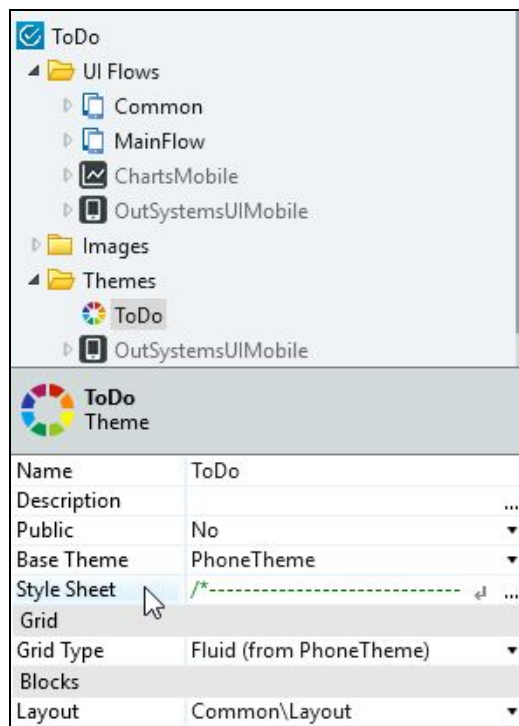 ToDo
UI Flows
Common
MainFlow
ChartsMobile
OutSystemsUIMobile
Images
Themes
ToDo
OutSystemsUIMobile
ToDo
Theme
Name ToDo
Description ...
Public No
Base Theme PhoneTheme
Style Sheet /*---------------------------- ...
Grid
Grid Type Fluid (from PhoneTheme)
Blocks
Layout Common\Layout